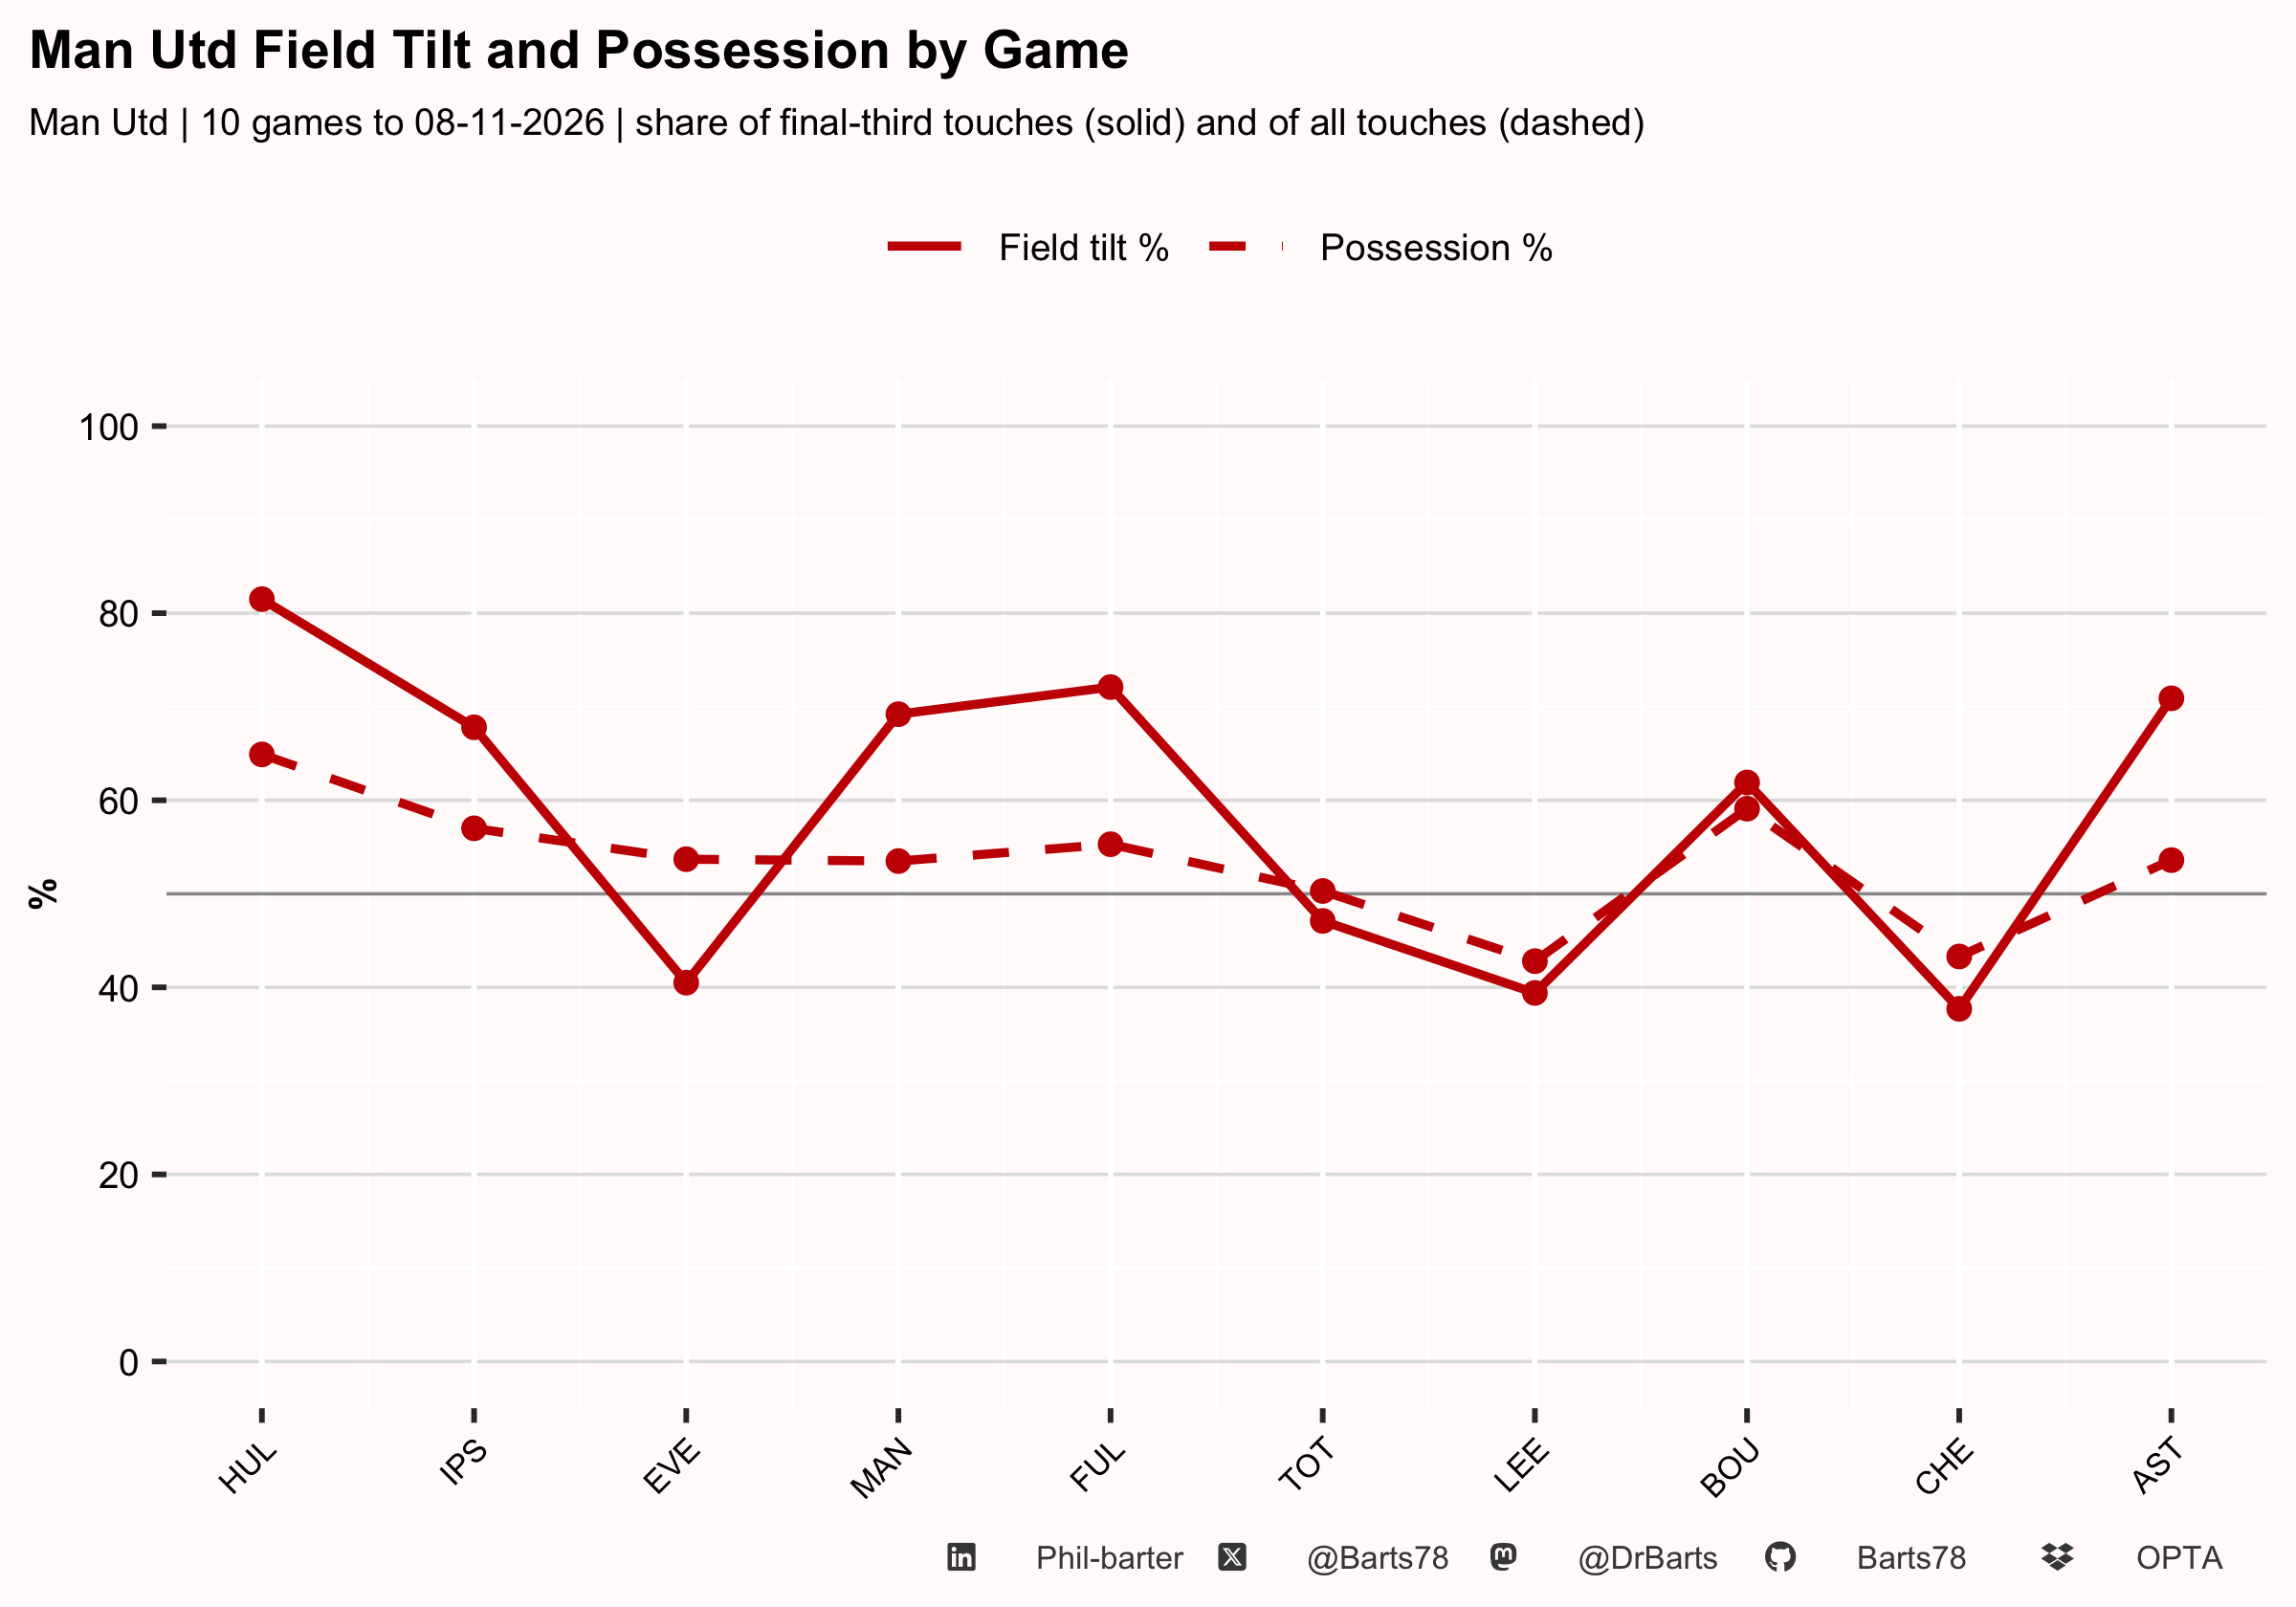 Man Utd Field Tilt and Possession by Game
Man Utd | 10 games to 08-11-2026 | share of final-third touches (solid) and of all touches (dashed)
Field tilt % Possession %
100
80
60
40
20
0
%
HUL IPS EVE MAN FUL TOT LEE BOU CHE AST
Phil-barter @Barts78 @DrBarts Barts78 OPTA